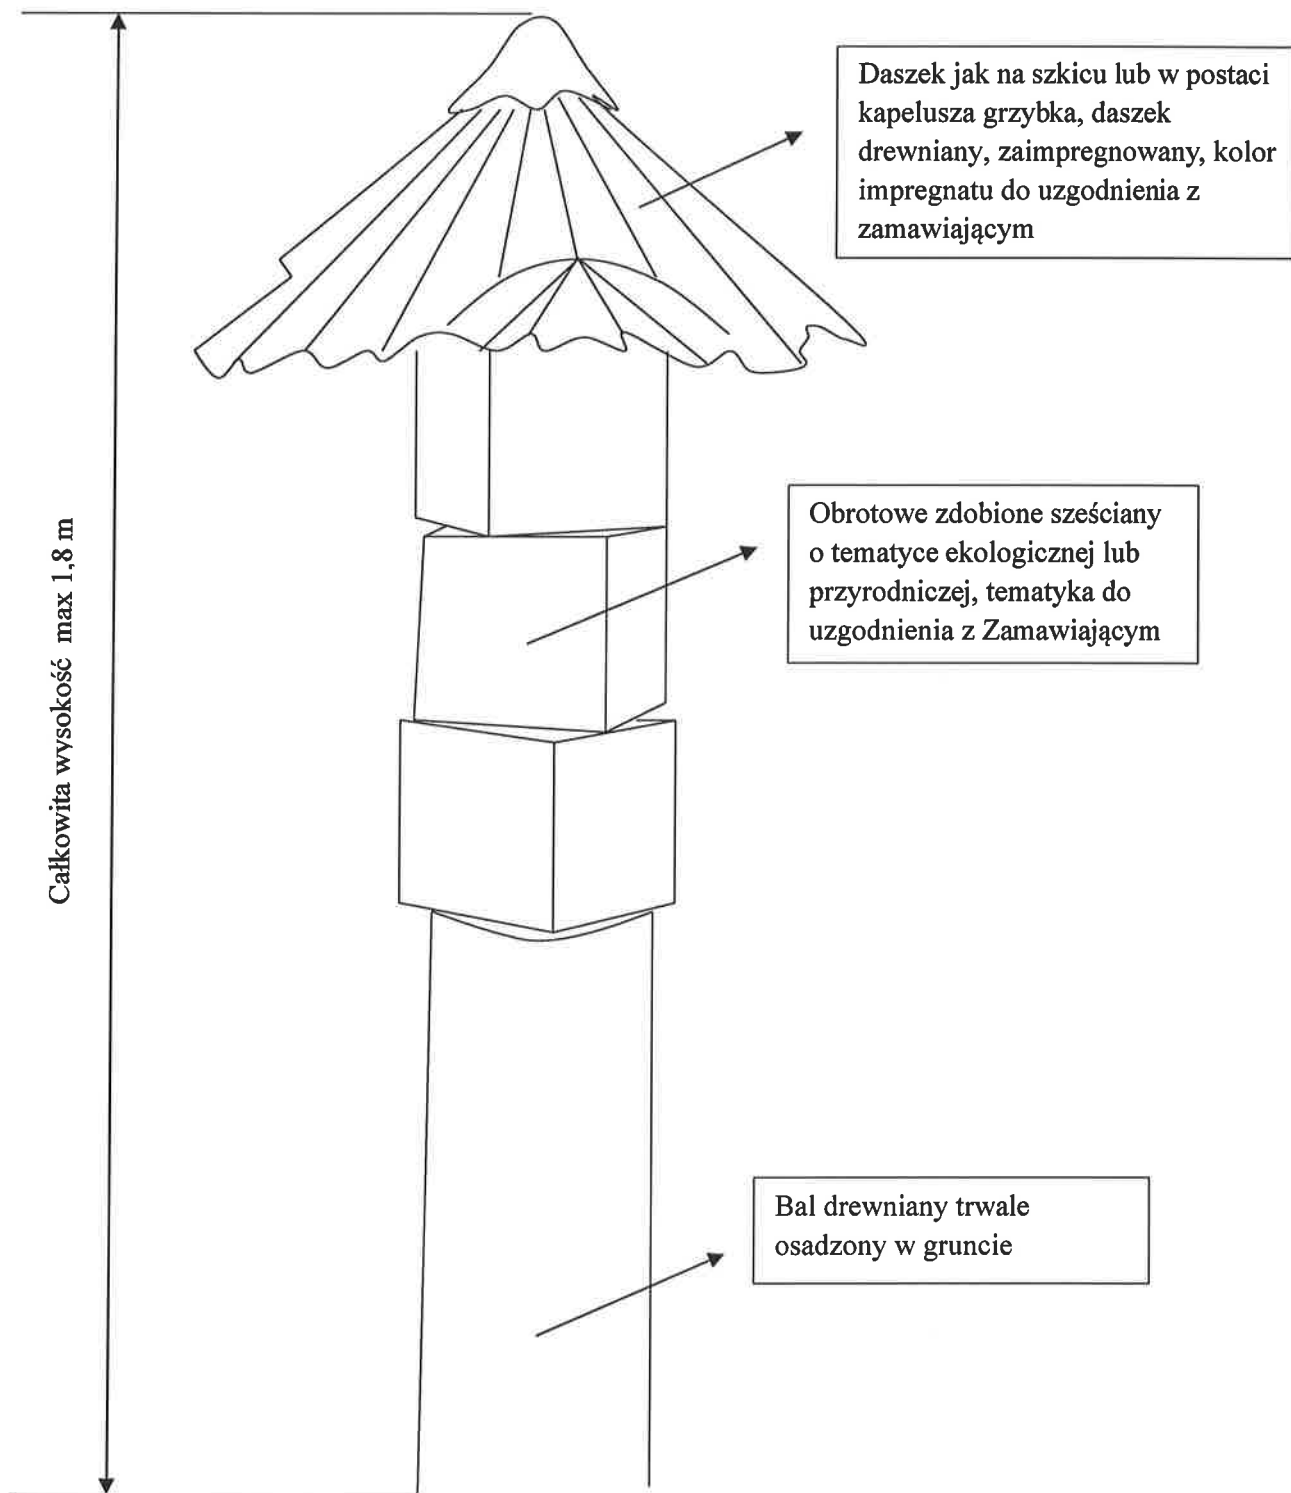 Daszek jak na szkicu lub w postaci
kapelusza grzybka, daszek
drewniany, zaimpregnowany, kolor
impregnatu do uzgodnienia z
zamawiającym
Całkowita wysokość max 1,8 m
Obrotowe zdobione sześciany
o tematyce ekologicznej lub
przyrodniczej, tematyka do
uzgodnienia z Zamawiającym
Bal drewniany trwale
osadzony w gruncie